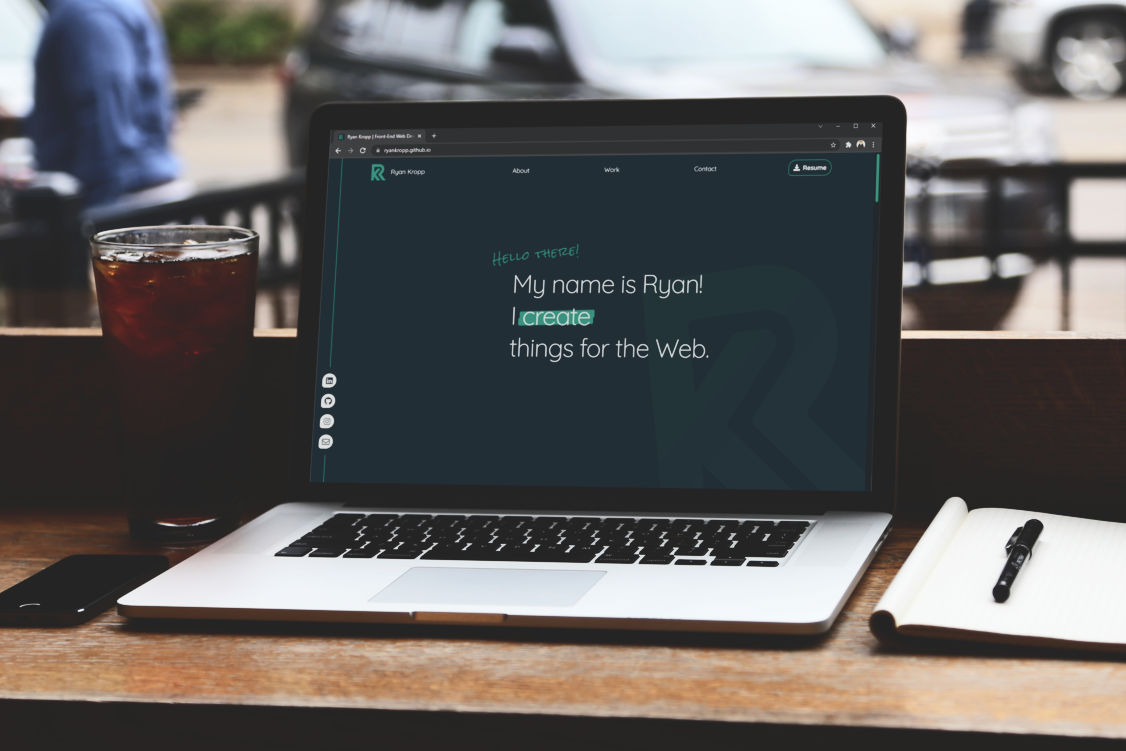 Ryan Kropp | Front-End Web De
ryankropp.github.io
Ryan Kropp
About
Work
Contact
Resume
Hello there!
My name is Ryan!
I create
things for the Web.